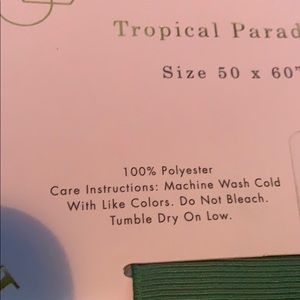 Tropical Parad
Size 50 x 60"
100% Polyester
Care Instructions: Machine Wash Cold
With Like Colors. Do Not Bleach.
Tumble Dry On Low.